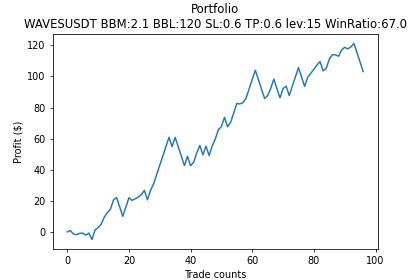 Portfolio
WAVESUSDT BBM:2.1 BBL:120 SL:0.6 TP:0.6 lev:15 WinRatio:67.0
120
100
80
60
40
20
0
Profit ($)
0 20 40 60 80 100
Trade counts